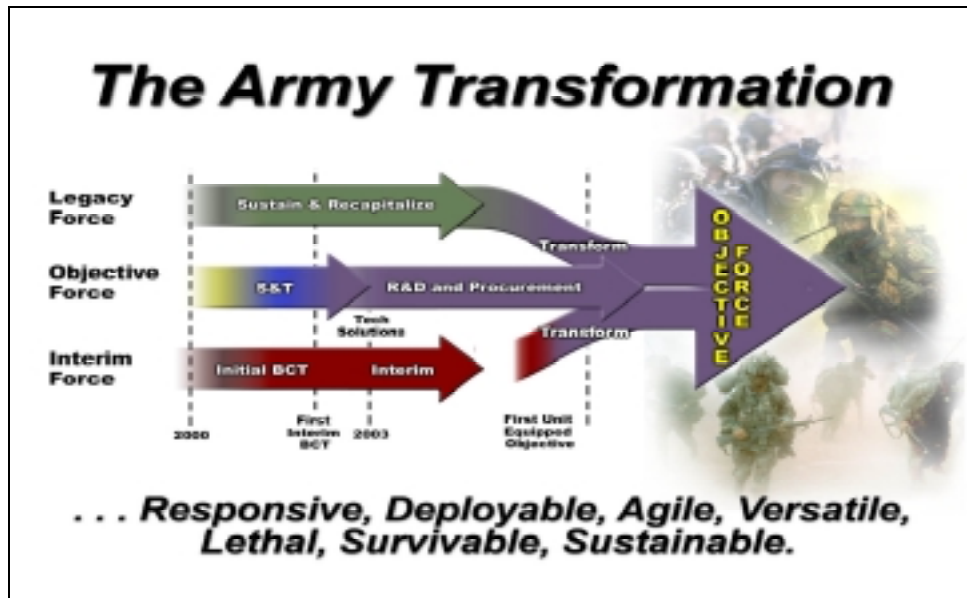 The Army Transformation
Legacy
Force
Sustain & Recapitalize
Transform
Objective
Force
S&T
R&D and Procurement
Tech
Solutions
Transform
Interim
Force
Initial BCT
Interim
OBJECTIVE
FORCE
2000
First
Interim
BCT
2003
First Unit
Equipped
Objective
. . . Responsive, Deployable, Agile, Versatile,
Lethal, Survivable, Sustainable.